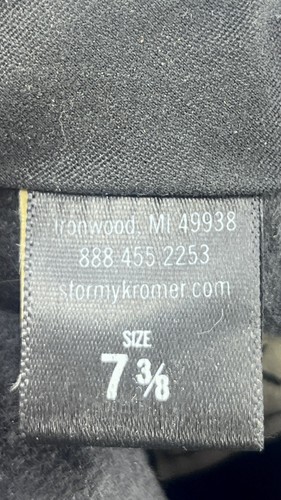 Ironwood, MI 49938
888.455.2253
stormykromer.com
SIZE
7 3/8